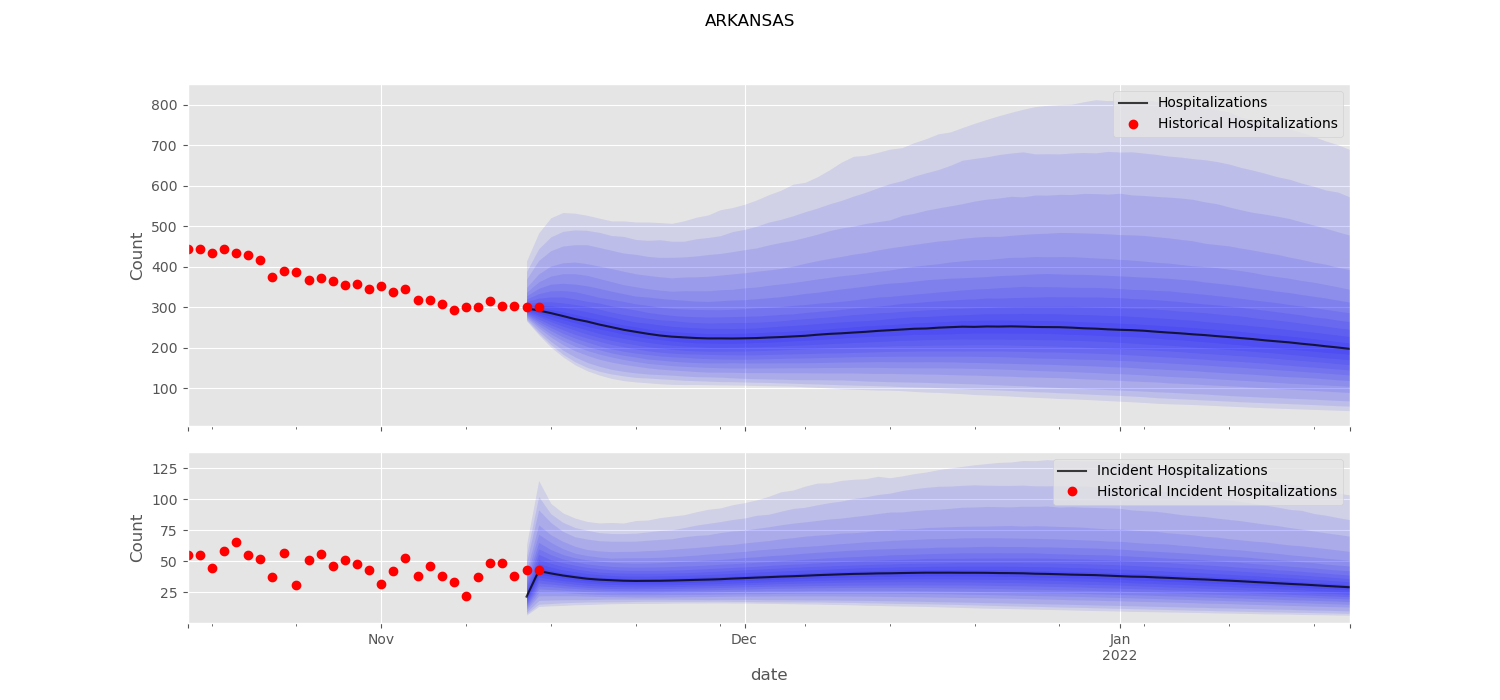 ARKANSAS
Hospitalizations
Historical Hospitalizations
800
700
600
500
400
300
200
100
Count
Incident Hospitalizations
Historical Incident Hospitalizations
125
100
75
50
25
Count
Nov
Dec
Jan
2022
date